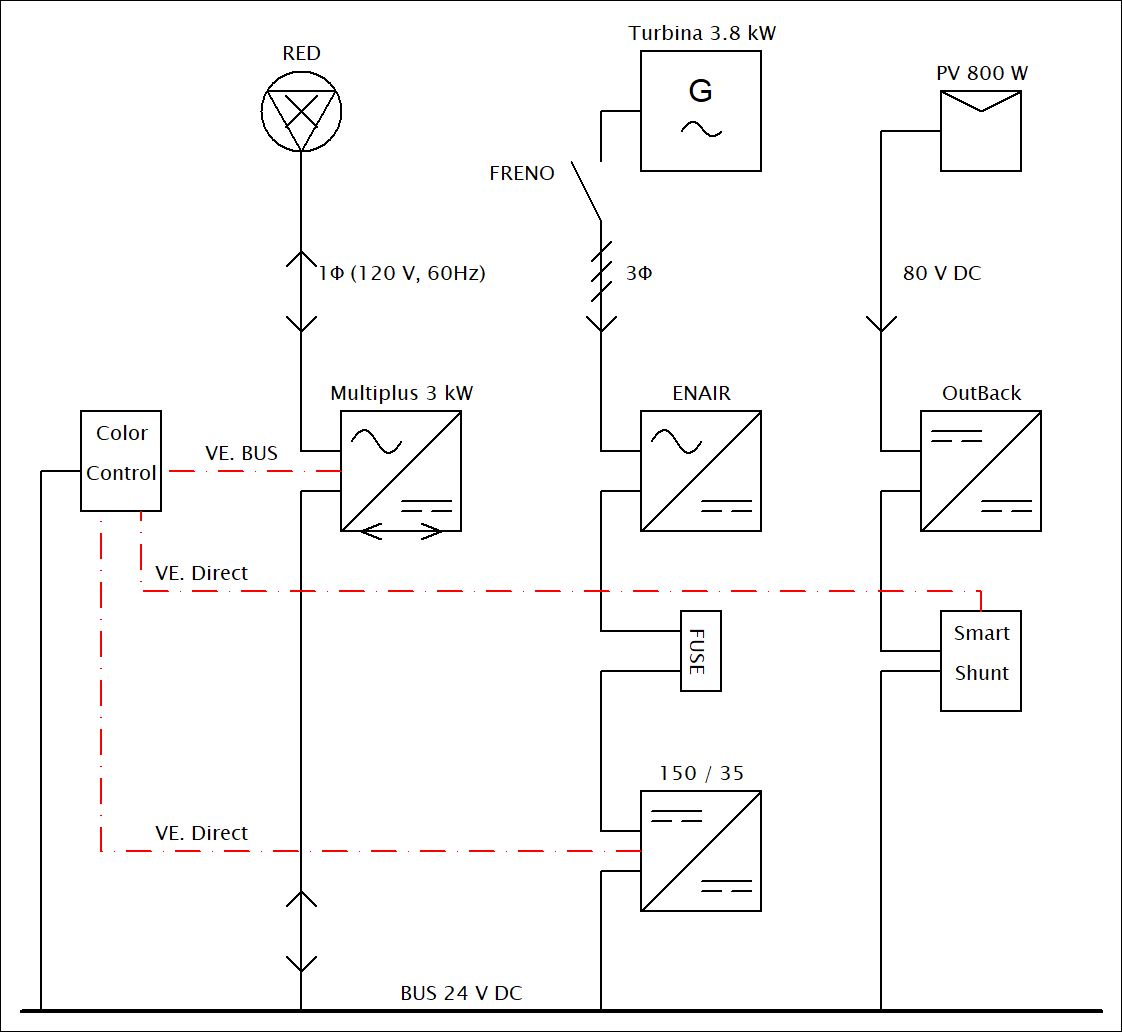 Turbina 3.8 kW
RED
PV 800 W
G
FRENO
1Φ (120 V, 60Hz)
3Φ
80 V DC
Multiplus 3 kW
ENAIR
OutBack
Color
Control
VE. BUS
VE. Direct
FUSE
Smart
Shunt
150 / 35
VE. Direct
BUS 24 V DC